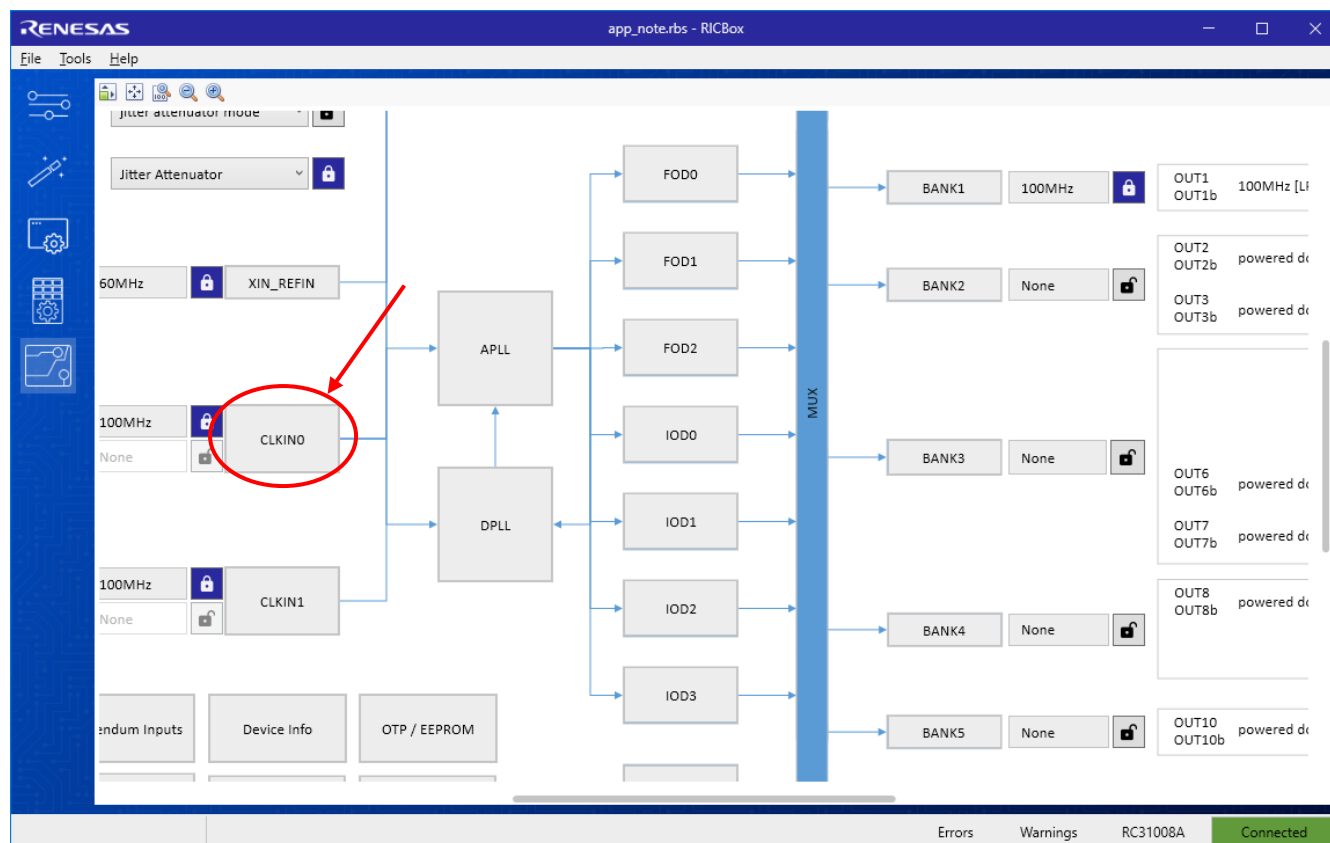 RENESAS
app_note.rbs - RICBox
File Tools Help
Jitter attenuator mode
Jitter Attenuator
60MHz
XIN_REFIN
100MHz
None
CLKIN0
100MHz
None
CLKIN1
APLL
DPLL
FOD0
FOD1
FOD2
IOD0
IOD1
IOD2
IOD3
MUX
BANK1 100MHz
OUT1
OUT1b
100MHz
BANK2 None
OUT2
OUT2b
powered
OUT3
OUT3b
powered
BANK3 None
OUT6
OUT6b
powered
OUT7
OUT7b
powered
BANK4 None
OUT8
OUT8b
powered
BANK5 None
OUT10
OUT10b
powered
endum Inputs
Device Info
OTP / EEPROM
Errors Warnings RC31008A Connected